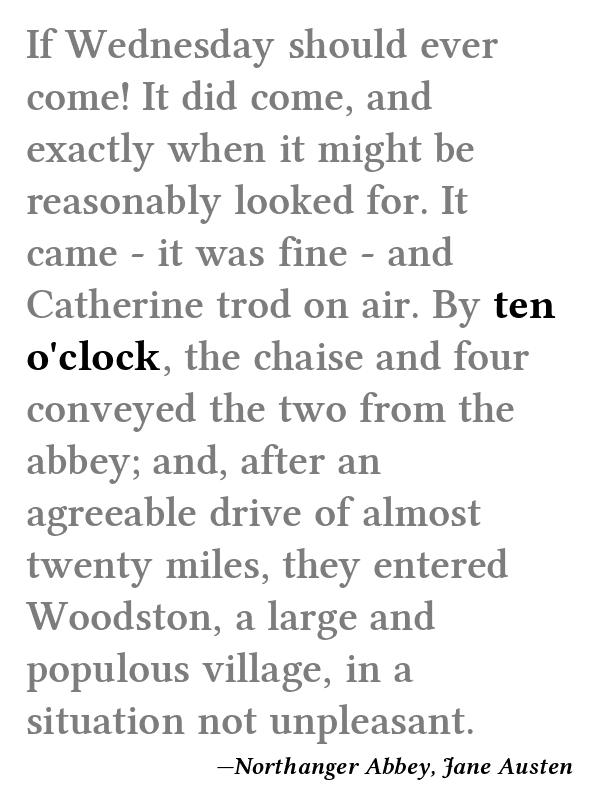 If Wednesday should ever
come! It did come, and
exactly when it might be
reasonably looked for. It
came - it was fine - and
Catherine trod on air. By ten
o'clock, the chaise and four
conveyed the two from the
abbey; and, after an
agreeable drive of almost
twenty miles, they entered
Woodston, a large and
populous village, in a
situation not unpleasant.
—Northanger Abbey, Jane Austen